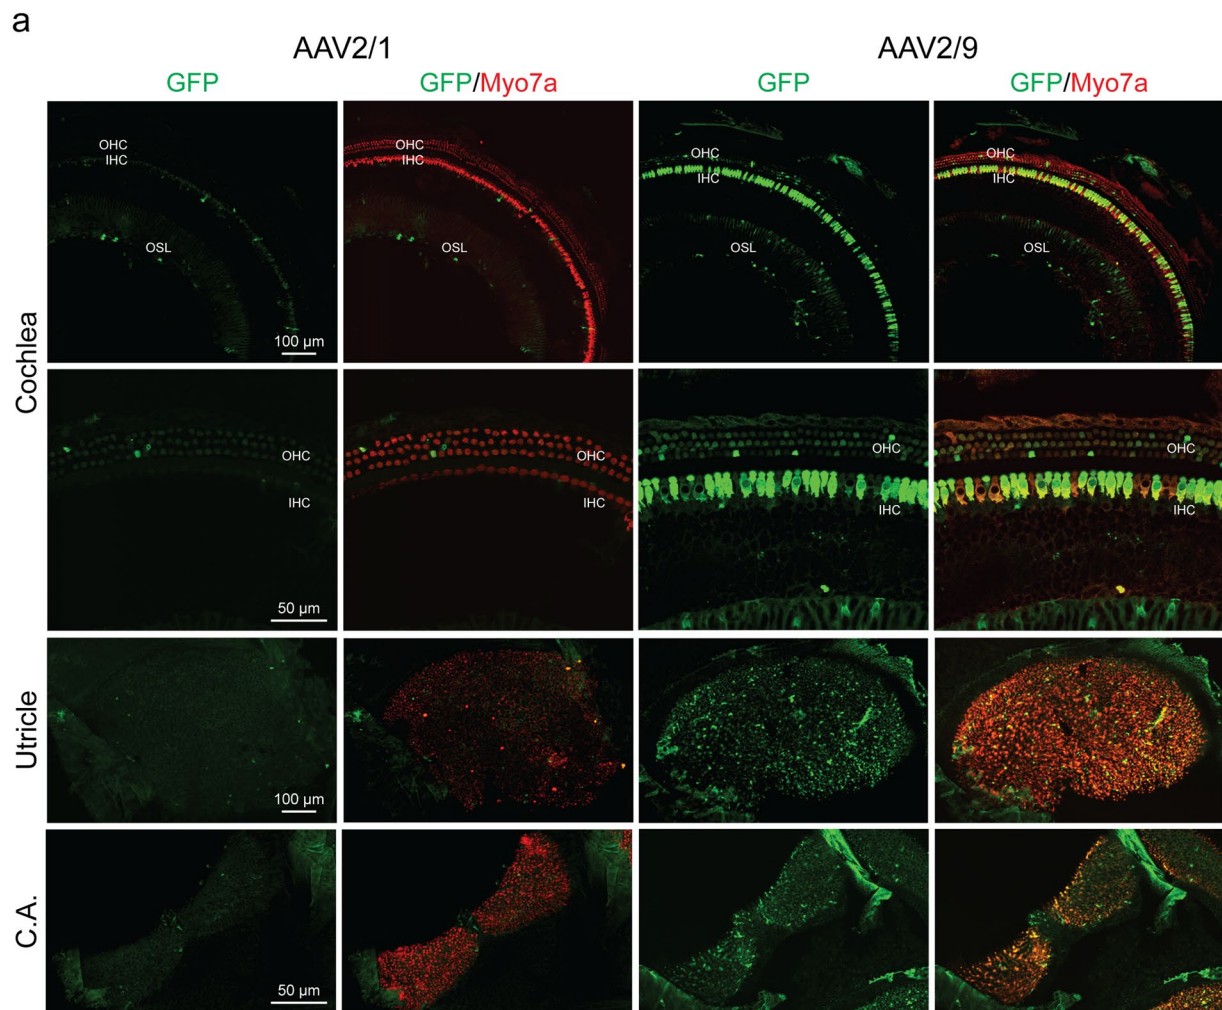 a
AAV2/1 AAV2/9
GFP GFP/Myo7a GFP GFP/Myo7a
Cochlea
OHC OHC OHC OHC
IHC IHC IHC IHC
OSL OSL OSL OSL
100 µm
OHC OHC OHC OHC
IHC IHC IHC IHC
50 µm
Utricle
100 µm
C.A.
50 µm